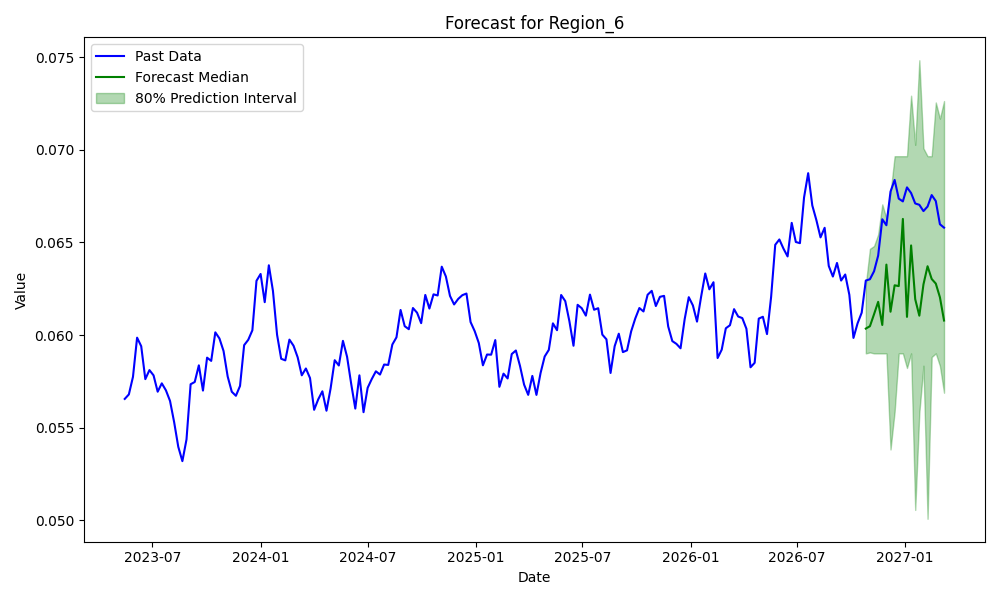 Forecast for Region_6
Past Data
Forecast Median
80% Prediction Interval
Value
0.075
0.070
0.065
0.060
0.055
0.050
2023-07
2024-01
2024-07
2025-01
2025-07
2026-01
2026-07
2027-01
Date